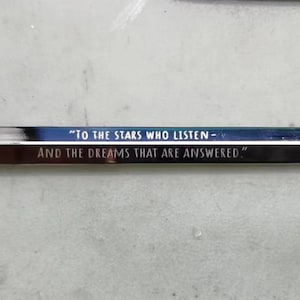 "TO THE STARS WHO LISTEN-
AND THE DREAMS THAT ARE ANSWERED."